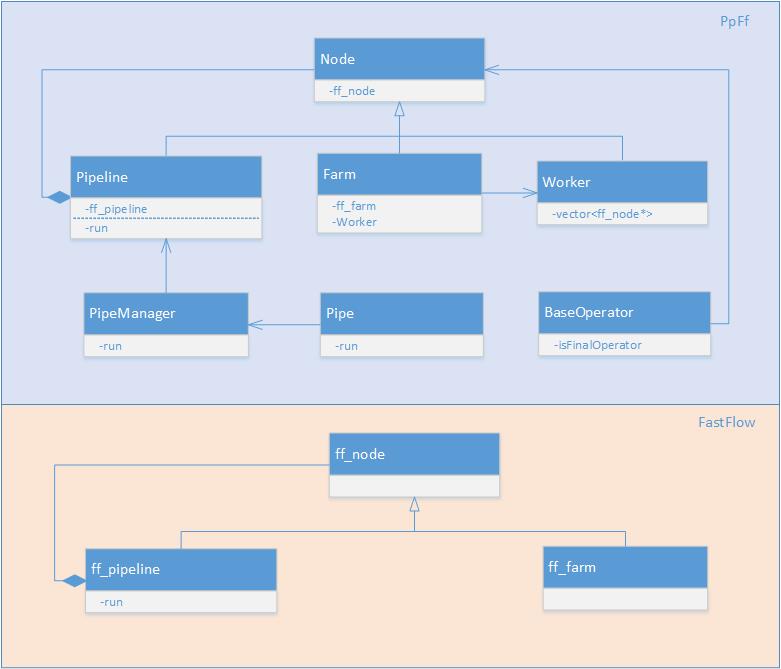 PpFf
Node
-ff_node
Pipeline
-ff_pipeline
-run
Farm
-ff_farm
-Worker
Worker
-vector<ff_node*>
PipeManager
-run
Pipe
-run
BaseOperator
-isFinalOperator
FastFlow
ff_node
ff_pipeline
-run
ff_farm